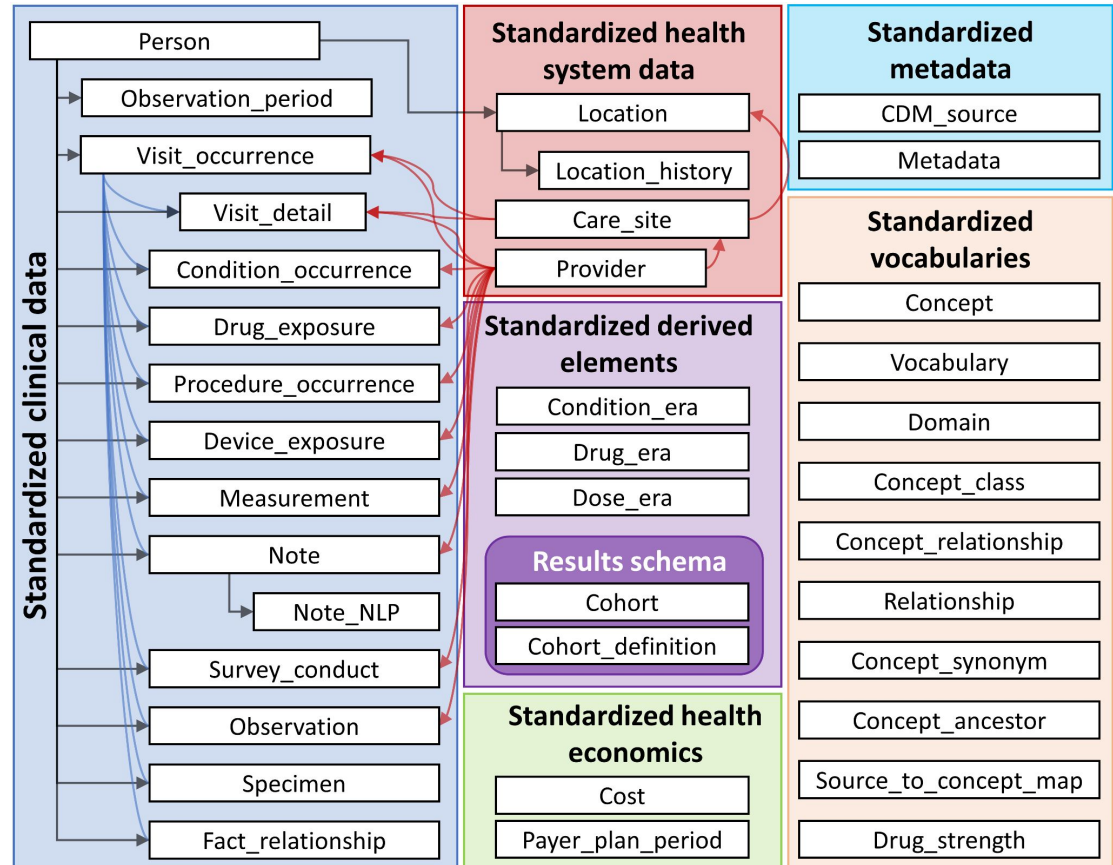 Standardized clinical data
Person
Observation_period
Visit_occurrence
Visit_detail
Condition_occurrence
Drug_exposure
Procedure_occurrence
Device_exposure
Measurement
Note
Note_NLP
Survey_conduct
Observation
Specimen
Fact_relationship
Standardized health
system data
Location
Location_history
Care_site
Provider
Standardized derived
elements
Condition_era
Drug_era
Dose_era
Results schema
Cohort
Cohort_definition
Standardized health
economics
Cost
Payer_plan_period
Standardized
metadata
CDM_source
Metadata
Standardized
vocabularies
Concept
Vocabulary
Domain
Concept_class
Concept_relationship
Relationship
Concept_synonym
Concept_ancestor
Source_to_concept_map
Drug_strength